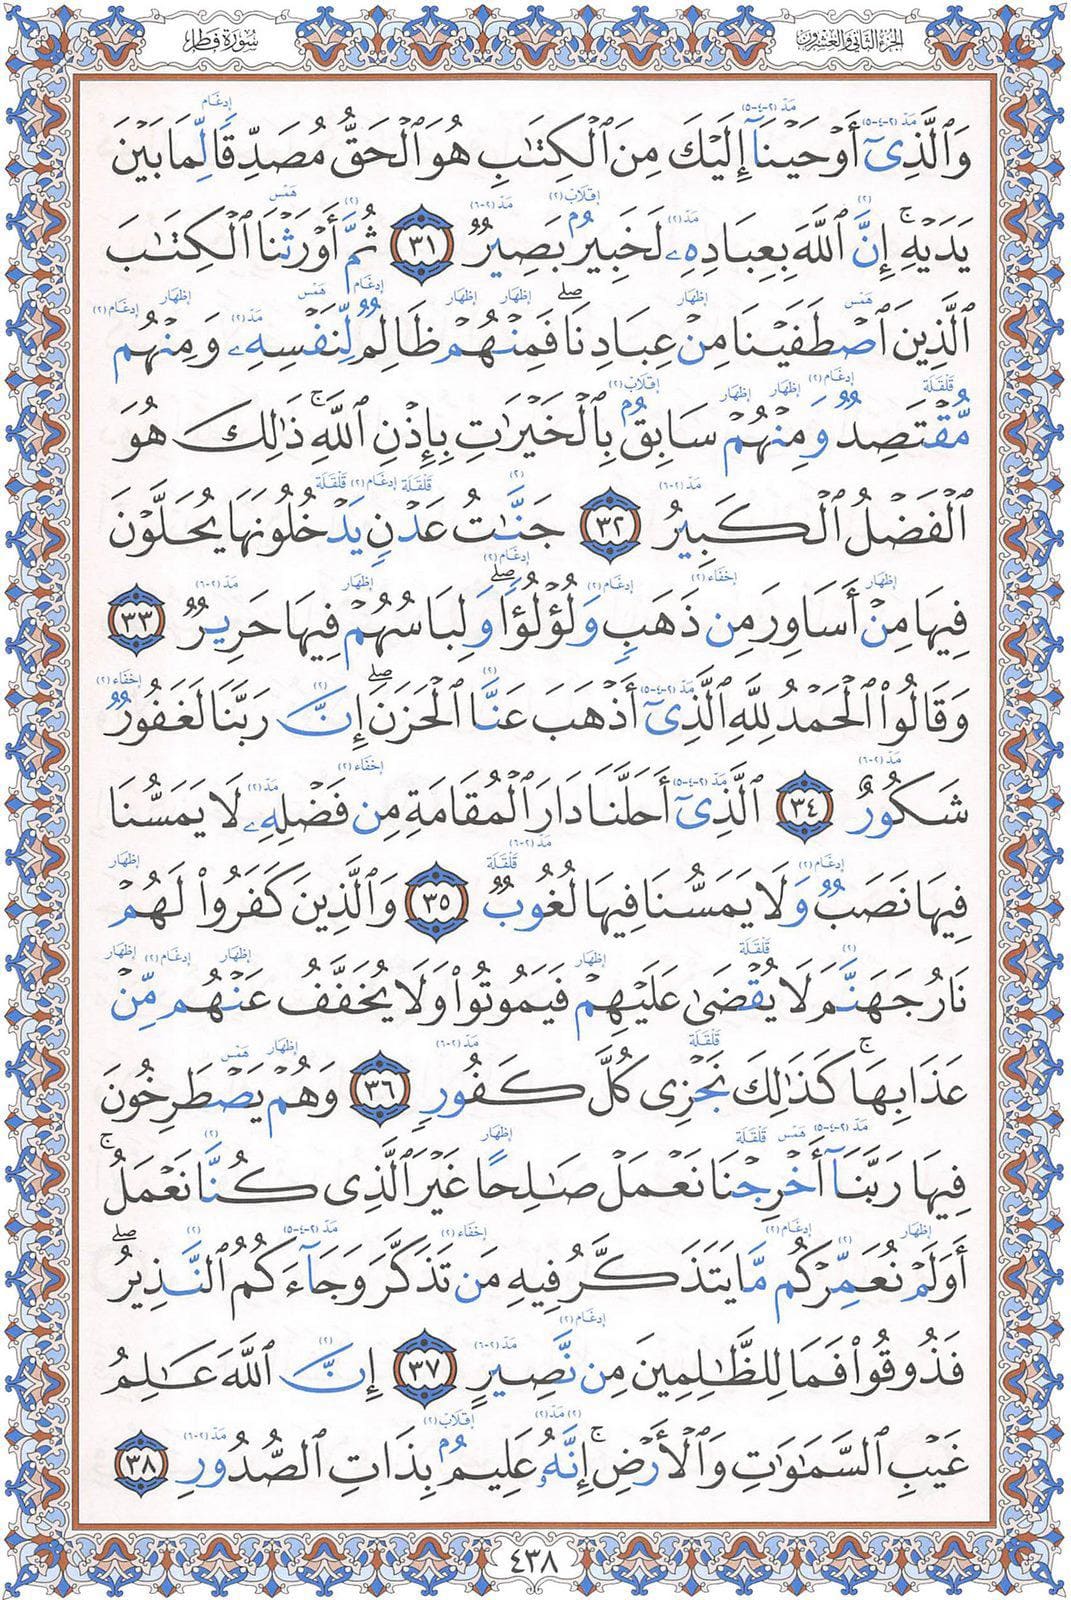 الجزء الثاني والعشرون
سورة فاطر
وَٱلَّذِىٓ أَوْحَيْنَآ إِلَيْكَ مِنَ ٱلْكِتَٰبِ هُوَ ٱلْحَقُّ مُصَدِّقًا لِّمَا بَيْنَ
يَدَيْهِ ۚ إِنَّ ٱللَّهَ بِعِبَادِهِۦ لَخَبِيرٌۢ بَصِيرٌ ٣١ ثُمَّ أَوْرَثْنَا ٱلْكِتَٰبَ
ٱلَّذِينَ ٱصْطَفَيْنَا مِنْ عِبَادِنَا ۖ فَمِنْهُمْ ظَالِمٌ لِّنَفْسِهِۦ وَمِنْهُم
مُّقْتَصِدٌ وَمِنْهُمْ سَابِقٌۢ بِٱلْخَيْرَٰتِ بِإِذْنِ ٱللَّهِ ۚ ذَٰلِكَ هُوَ
ٱلْفَضْلُ ٱلْكَبِيرُ ٣٢ جَنَّٰتُ عَدْنٍ يَدْخُلُونَهَا يُحَلَّوْنَ
فِيهَا مِنْ أَسَاوِرَ مِن ذَهَبٍ وَلُؤْلُؤًا ۖ وَلِبَاسُهُمْ فِيهَا حَرِيرٌ ٣٣
وَقَالُوا۟ ٱلْحَمْدُ لِلَّهِ ٱلَّذِىٓ أَذْهَبَ عَنَّا ٱلْحَزَنَ ۖ إِنَّ رَبَّنَا لَغَفُورٌ
شَكُورٌ ٣٤ ٱلَّذِىٓ أَحَلَّنَا دَارَ ٱلْمُقَامَةِ مِن فَضْلِهِۦ لَا يَمَسُّنَا
فِيهَا نَصَبٌ وَلَا يَمَسُّنَا فِيهَا لُغُوبٌ ٣٥ وَٱلَّذِينَ كَفَرُوا۟ لَهُمْ
نَارُ جَهَنَّمَ لَا يُقْضَىٰ عَلَيْهِمْ فَيَمُوتُوا۟ وَلَا يُخَفَّفُ عَنْهُم مِّنْ
عَذَابِهَا ۚ كَذَٰلِكَ نَجْزِى كُلَّ كَفُورٍ ٣٦ وَهُمْ يَصْطَرِخُونَ
فِيهَا رَبَّنَآ أَخْرِجْنَا نَعْمَلْ صَٰلِحًا غَيْرَ ٱلَّذِى كُنَّا نَعْمَلُ ۚ
أَوَلَمْ نُعَمِّرْكُم مَّا يَتَذَكَّرُ فِيهِ مَن تَذَكَّرَ وَجَآءَكُمُ ٱلنَّذِيرُ ۖ
فَذُوقُوا۟ فَمَا لِلظَّٰلِمِينَ مِن نَّصِيرٍ ٣٧ إِنَّ ٱللَّهَ عَٰلِمُ
غَيْبِ ٱلسَّمَٰوَٰتِ وَٱلْأَرْضِ ۚ إِنَّهُۥ عَلِيمٌۢ بِذَاتِ ٱلصُّدُورِ ٣٨
٤٣٨